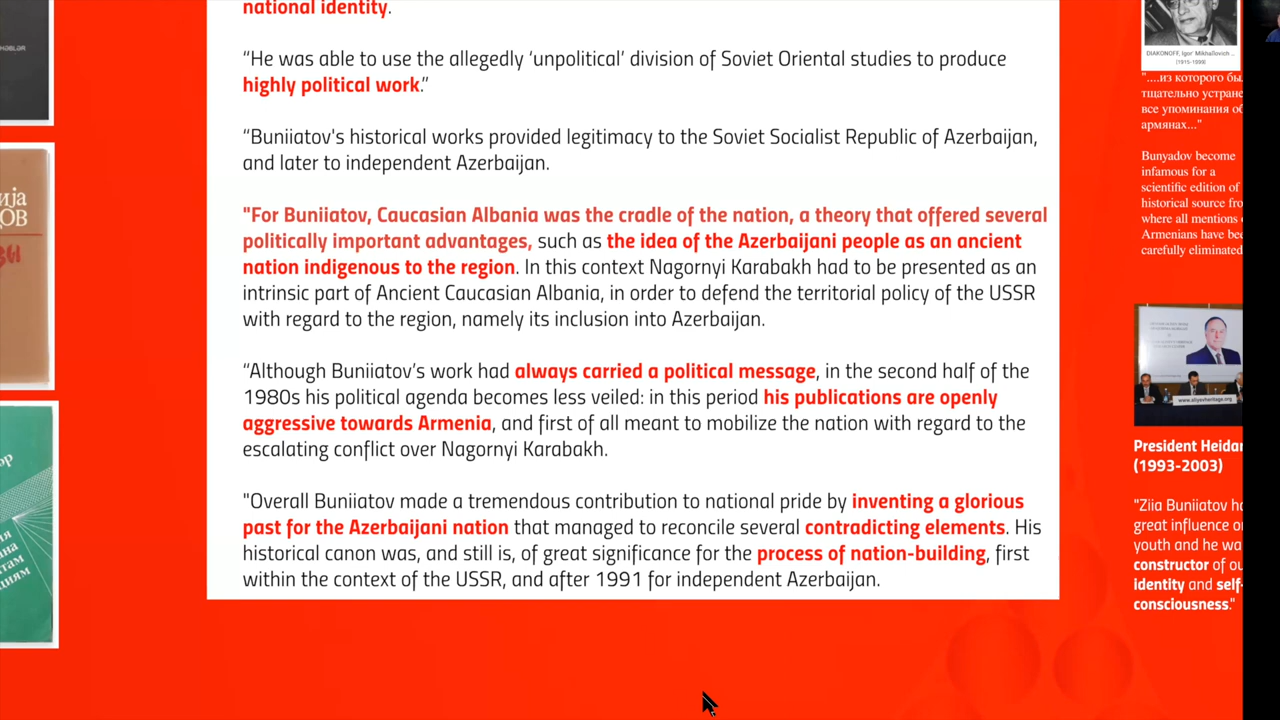 national identity.
“He was able to use the allegedly ‘unpolitical’ division of Soviet Oriental studies to produce
highly political work.”
“Buniiatov's historical works provided legitimacy to the Soviet Socialist Republic of Azerbaijan,
and later to independent Azerbaijan.
"For Buniiatov, Caucasian Albania was the cradle of the nation, a theory that offered several
politically important advantages, such as the idea of the Azerbaijani people as an ancient
nation indigenous to the region. In this context Nagornyi Karabakh had to be presented as an
intrinsic part of Ancient Caucasian Albania, in order to defend the territorial policy of the USSR
with regard to the region, namely its inclusion into Azerbaijan.
“Although Buniiatov’s work had always carried a political message, in the second half of the
1980s his political agenda becomes less veiled: in this period his publications are openly
aggressive towards Armenia, and first of all meant to mobilize the nation with regard to the
escalating conflict over Nagornyi Karabakh.
"Overall Buniiatov made a tremendous contribution to national pride by inventing a glorious
past for the Azerbaijani nation that managed to reconcile several contradicting elements. His
historical canon was, and still is, of great significance for the process of nation-building, first
within the context of the USSR, and after 1991 for independent Azerbaijan.
DIAKONOFF, Igor' Mikhaĭlovich ..
(1915-1999)
"....из которого бы
тщательно устране
все упоминания об
армянах..."
Bunyadov become
infamous for a
scientific edition of
historical source fro
where all mentions
Armenians have bee
carefully eliminated
www.aliyevheritage.org
President Heidar
(1993-2003)
"Ziia Buniiatov ha
great influence o
youth and he wa
constructor of ou
identity and self-
consciousness."